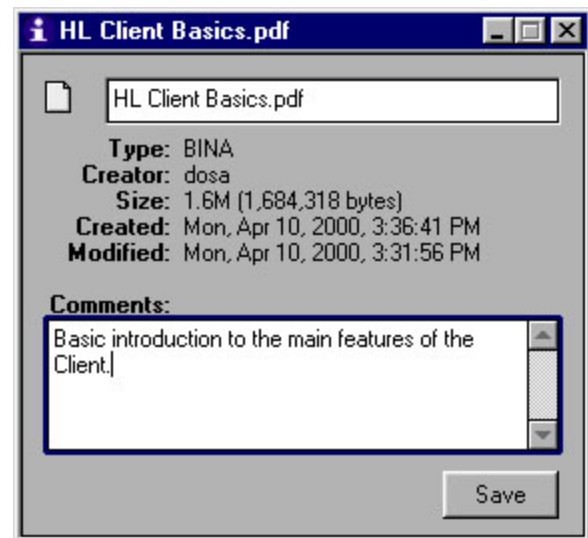 HL Client Basics.pdf
HL Client Basics.pdf
Type: BINA
Creator: dosa
Size: 1.6M (1,684,318 bytes)
Created: Mon, Apr 10, 2000, 3:36:41 PM
Modified: Mon, Apr 10, 2000, 3:31:56 PM
Comments:
Basic introduction to the main features of the
Client.
Save